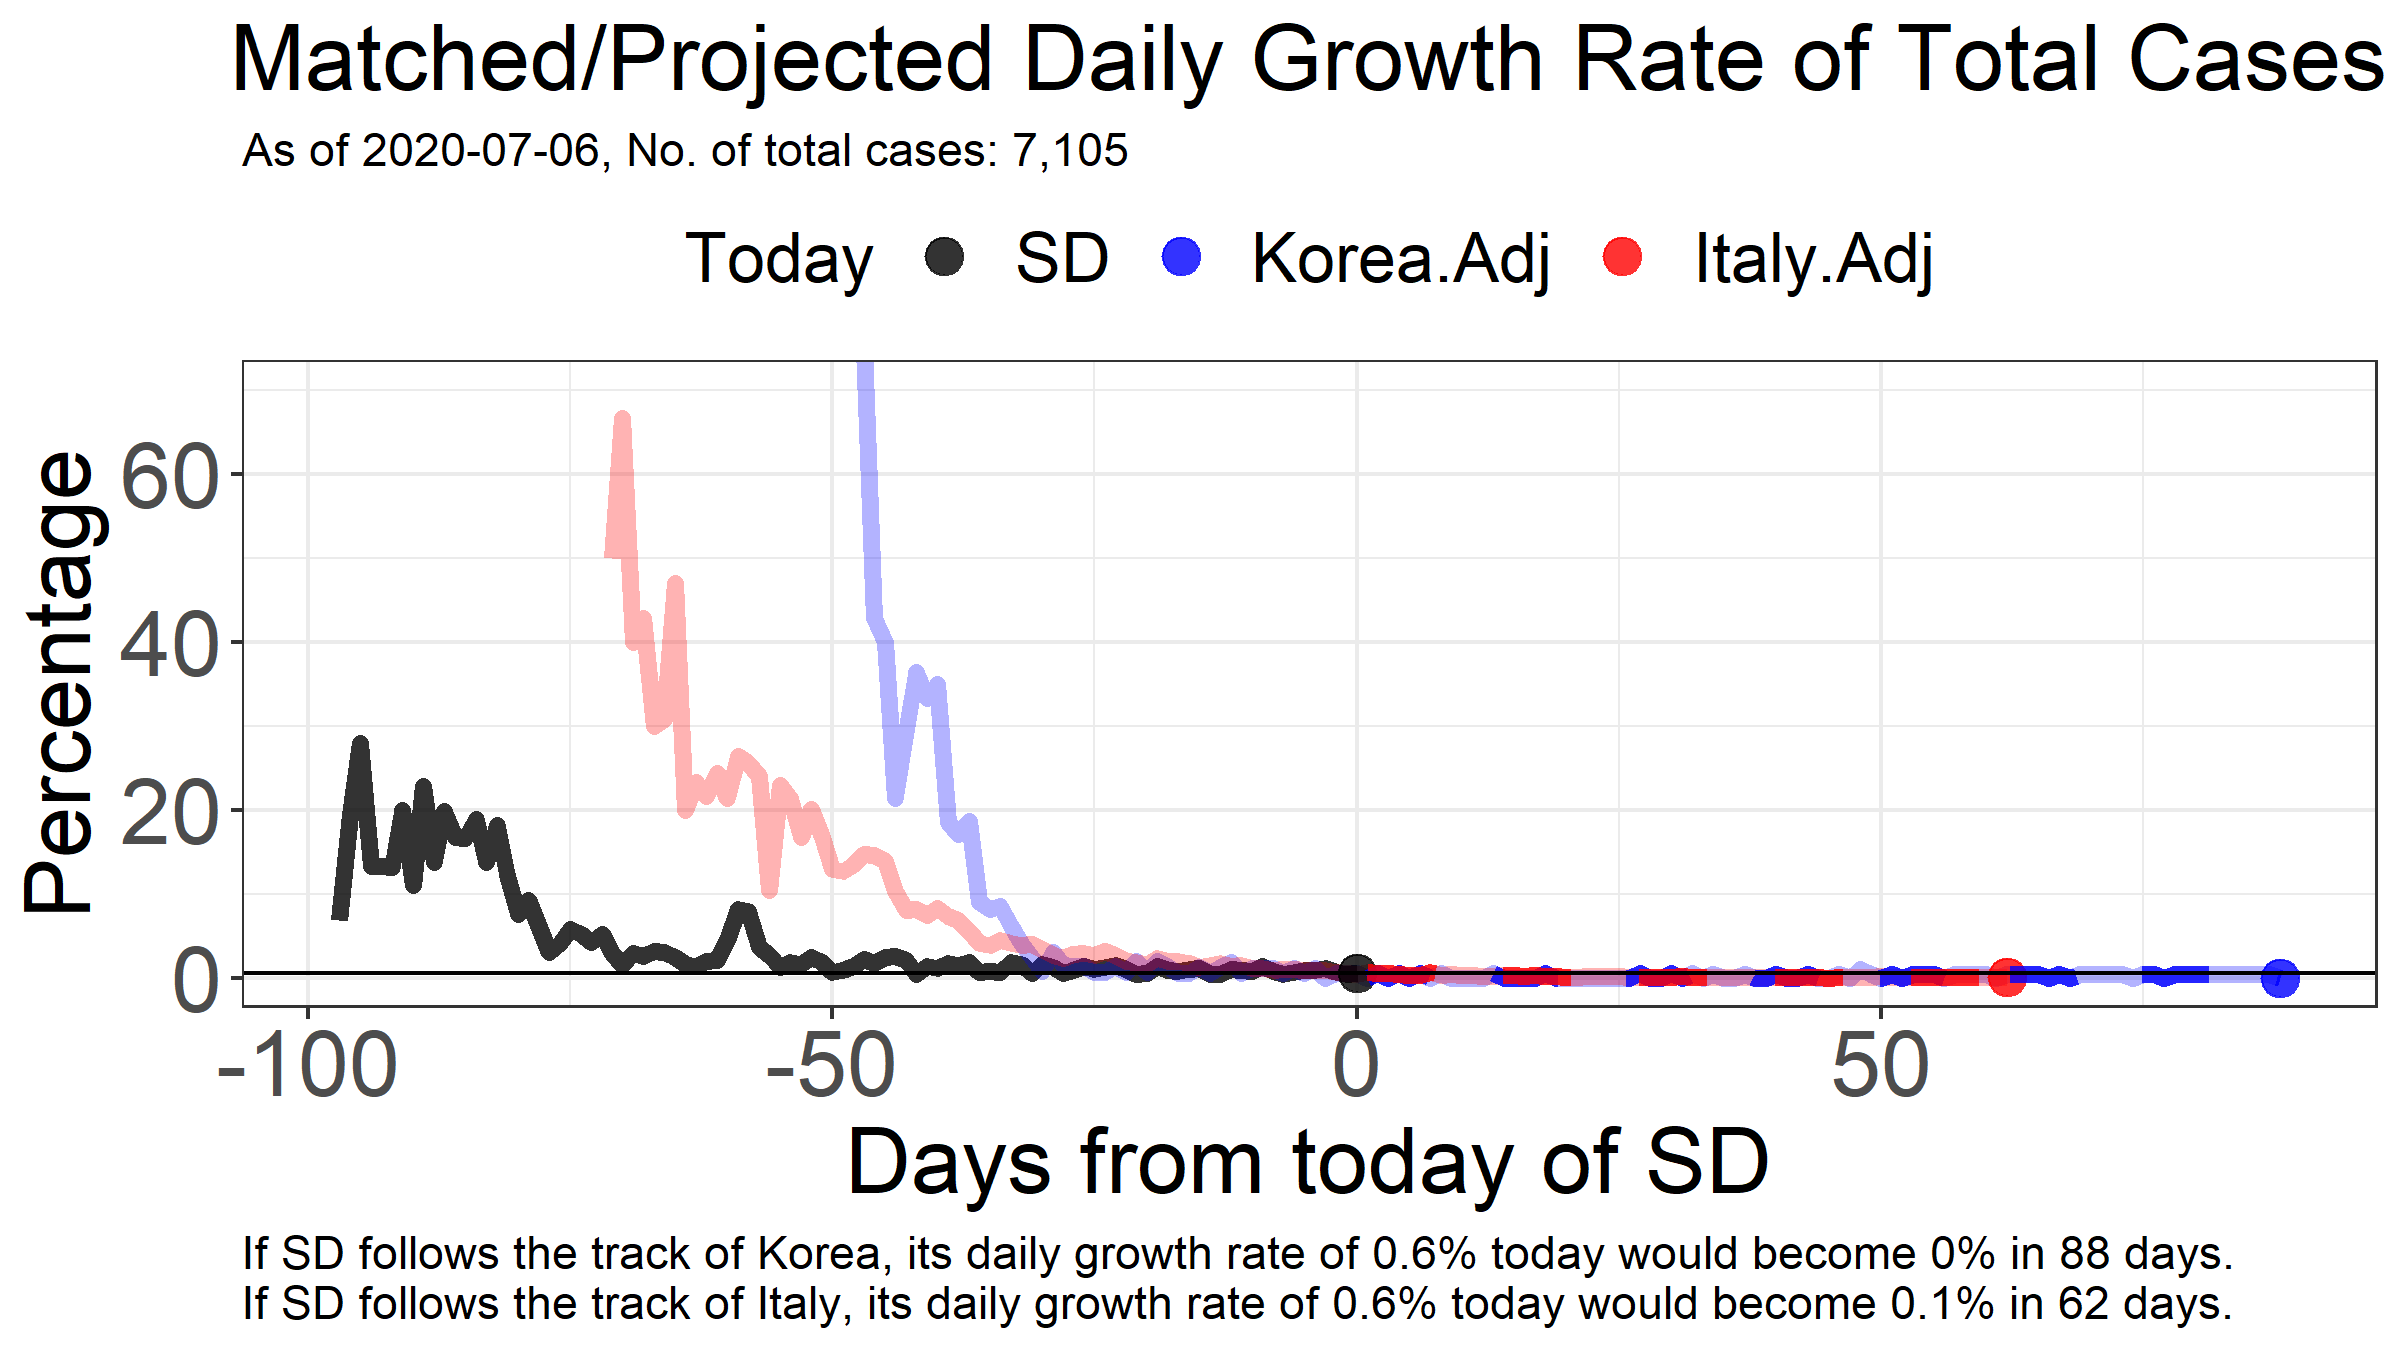 Matched/Projected Daily Growth Rate of Total Cases
As of 2020-07-06, No. of total cases: 7,105
Today SD Korea.Adj Italy.Adj
Percentage
60
40
20
0
-100 -50 0 50
Days from today of SD
If SD follows the track of Korea, its daily growth rate of 0.6% today would become 0% in 88 days.
If SD follows the track of Italy, its daily growth rate of 0.6% today would become 0.1% in 62 days.